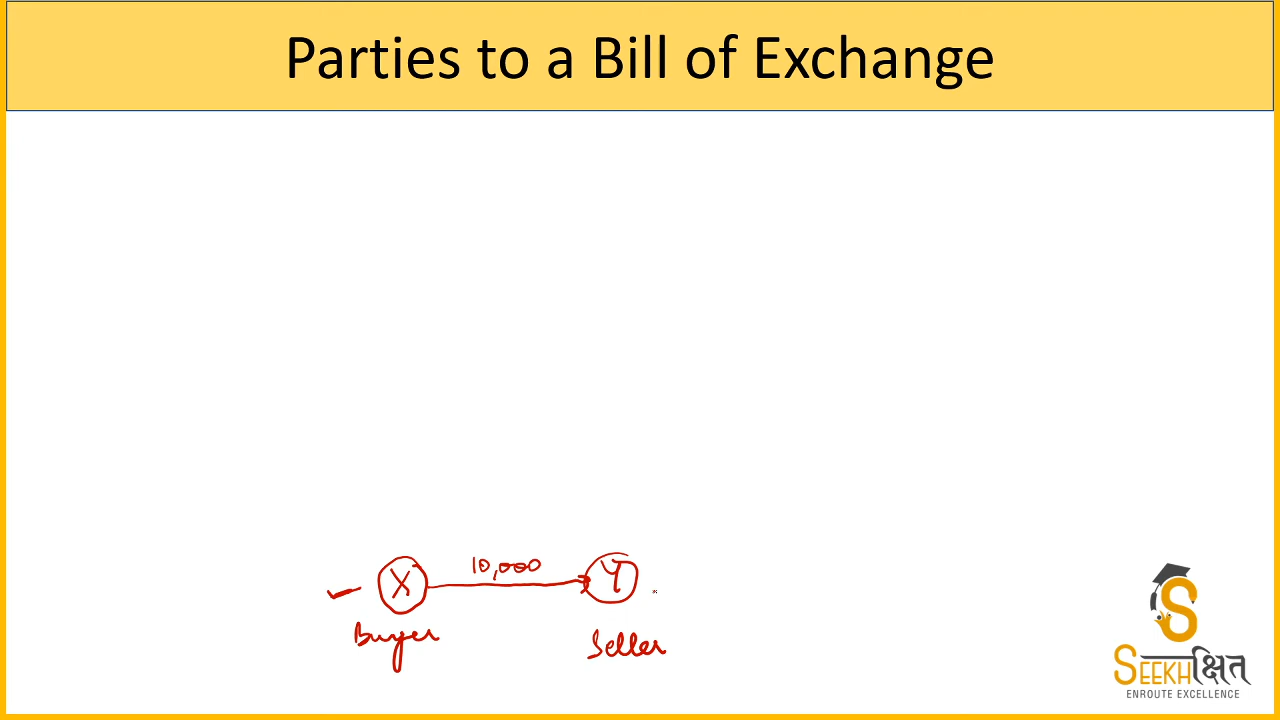 Parties to a Bill of Exchange
10,000
X Y
Buyer Seller
S
SEEKHक्षित
ENROUTE EXCELLENCE